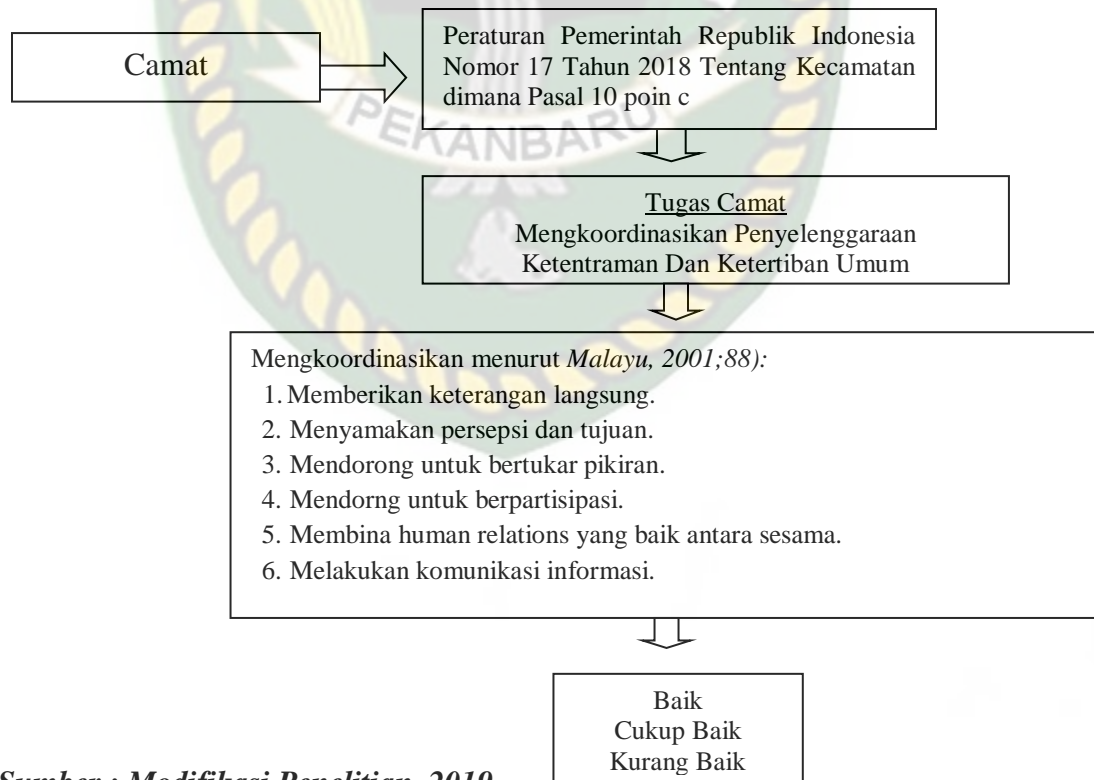 Camat
Peraturan Pemerintah Republik Indonesia
Nomor 17 Tahun 2018 Tentang Kecamatan
dimana Pasal 10 poin c
PEKANBARU
Tugas Camat
Mengkoordinasikan Penyelenggaraan
Ketentraman Dan Ketertiban Umum
Mengkoordinasikan menurut Malayu, 2001;88):
1. Memberikan keterangan langsung.
2. Menyamakan persepsi dan tujuan.
3. Mendorong untuk bertukar pikiran.
4. Mendorng untuk berpartisipasi.
5. Membina human relations yang baik antara sesama.
6. Melakukan komunikasi informasi.
Baik
Cukup Baik
Kurang Baik
Sumber : Modifikasi Penelitian, 2019